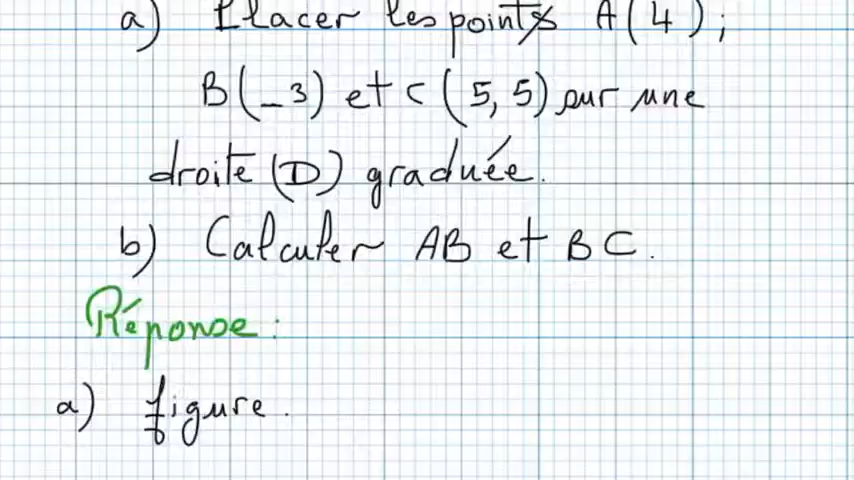 a) Placer les points A(4);
B(-3) et C(5,5) sur une
droite (D) graduée.
b) Calculer AB et BC.
Réponse:
a) figure.